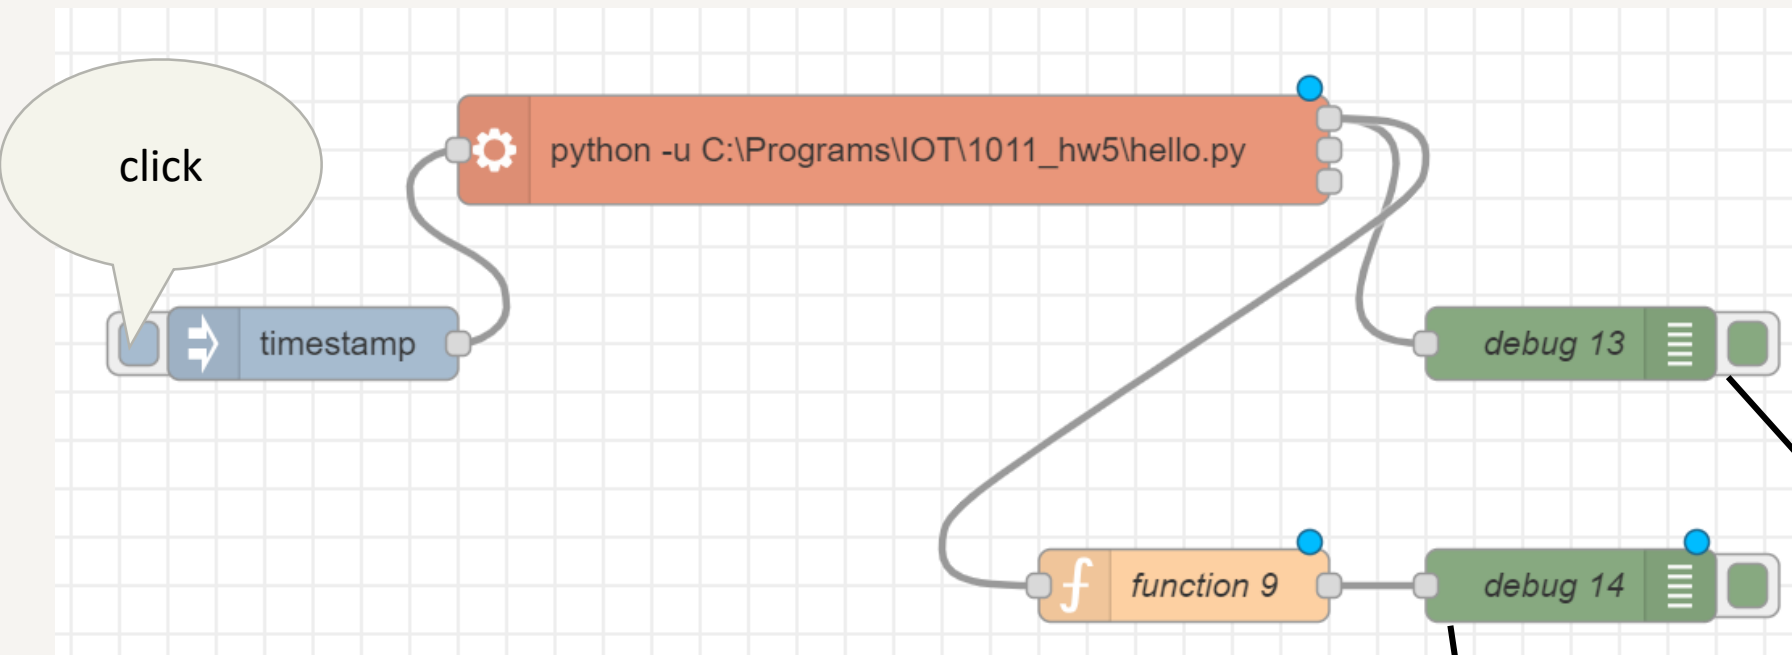 click
python -u C:\Programs\IOT\1011_hw5\hello.py
timestamp
debug 13
function 9
debug 14